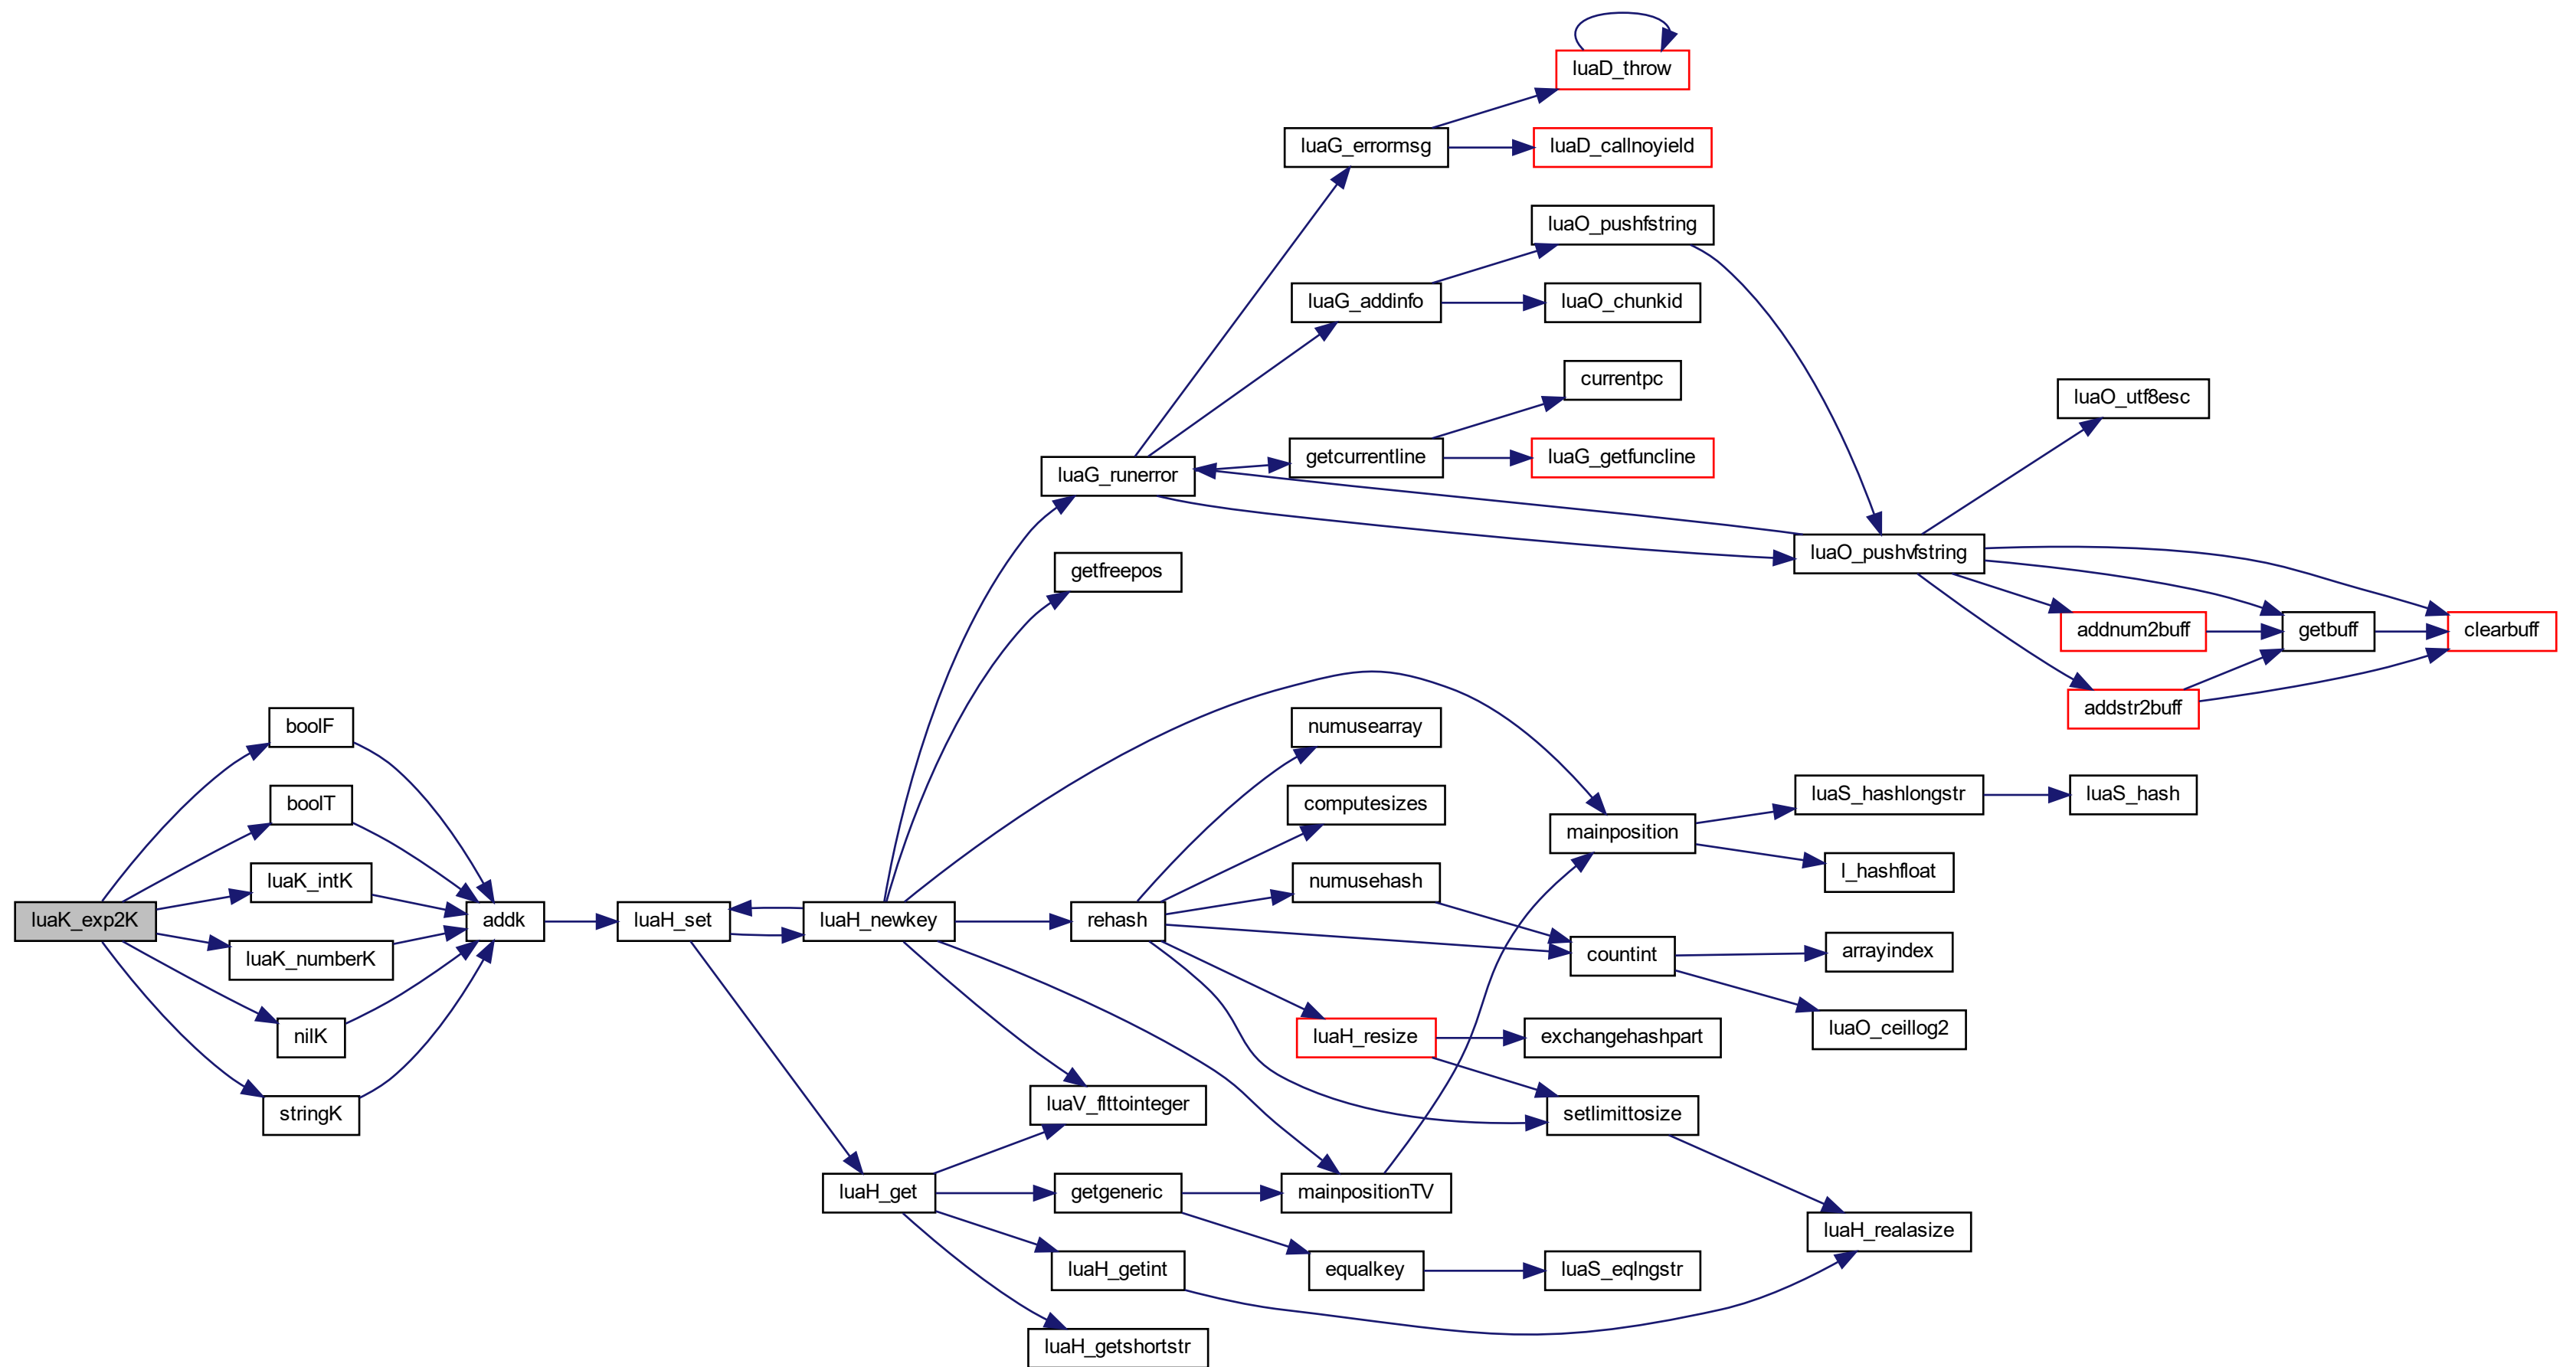 luaD_throw
luaG_errormsg
luaD_callnoyield
luaO_pushfstring
luaG_addinfo
luaO_chunkid
currentpc
luaO_utf8esc
getcurrentline
luaG_getfuncline
luaG_runerror
luaO_pushvfstring
getfreepos
addnum2buff
getbuff
clearbuff
addstr2buff
boolF
numusearray
boolT
computesizes
luaS_hashlongstr
luaS_hash
mainposition
luaK_intK
numusehash
l_hashfloat
luaK_exp2K
addk
luaH_set
luaH_newkey
rehash
luaK_numberK
countint
arrayindex
nilK
luaH_resize
exchangehashpart
luaO_ceillog2
stringK
luaV_flttointeger
setlimittosize
luaH_get
getgeneric
mainpositionTV
luaH_realasize
luaH_getint
equalkey
luaS_eqlngstr
luaH_getshortstr